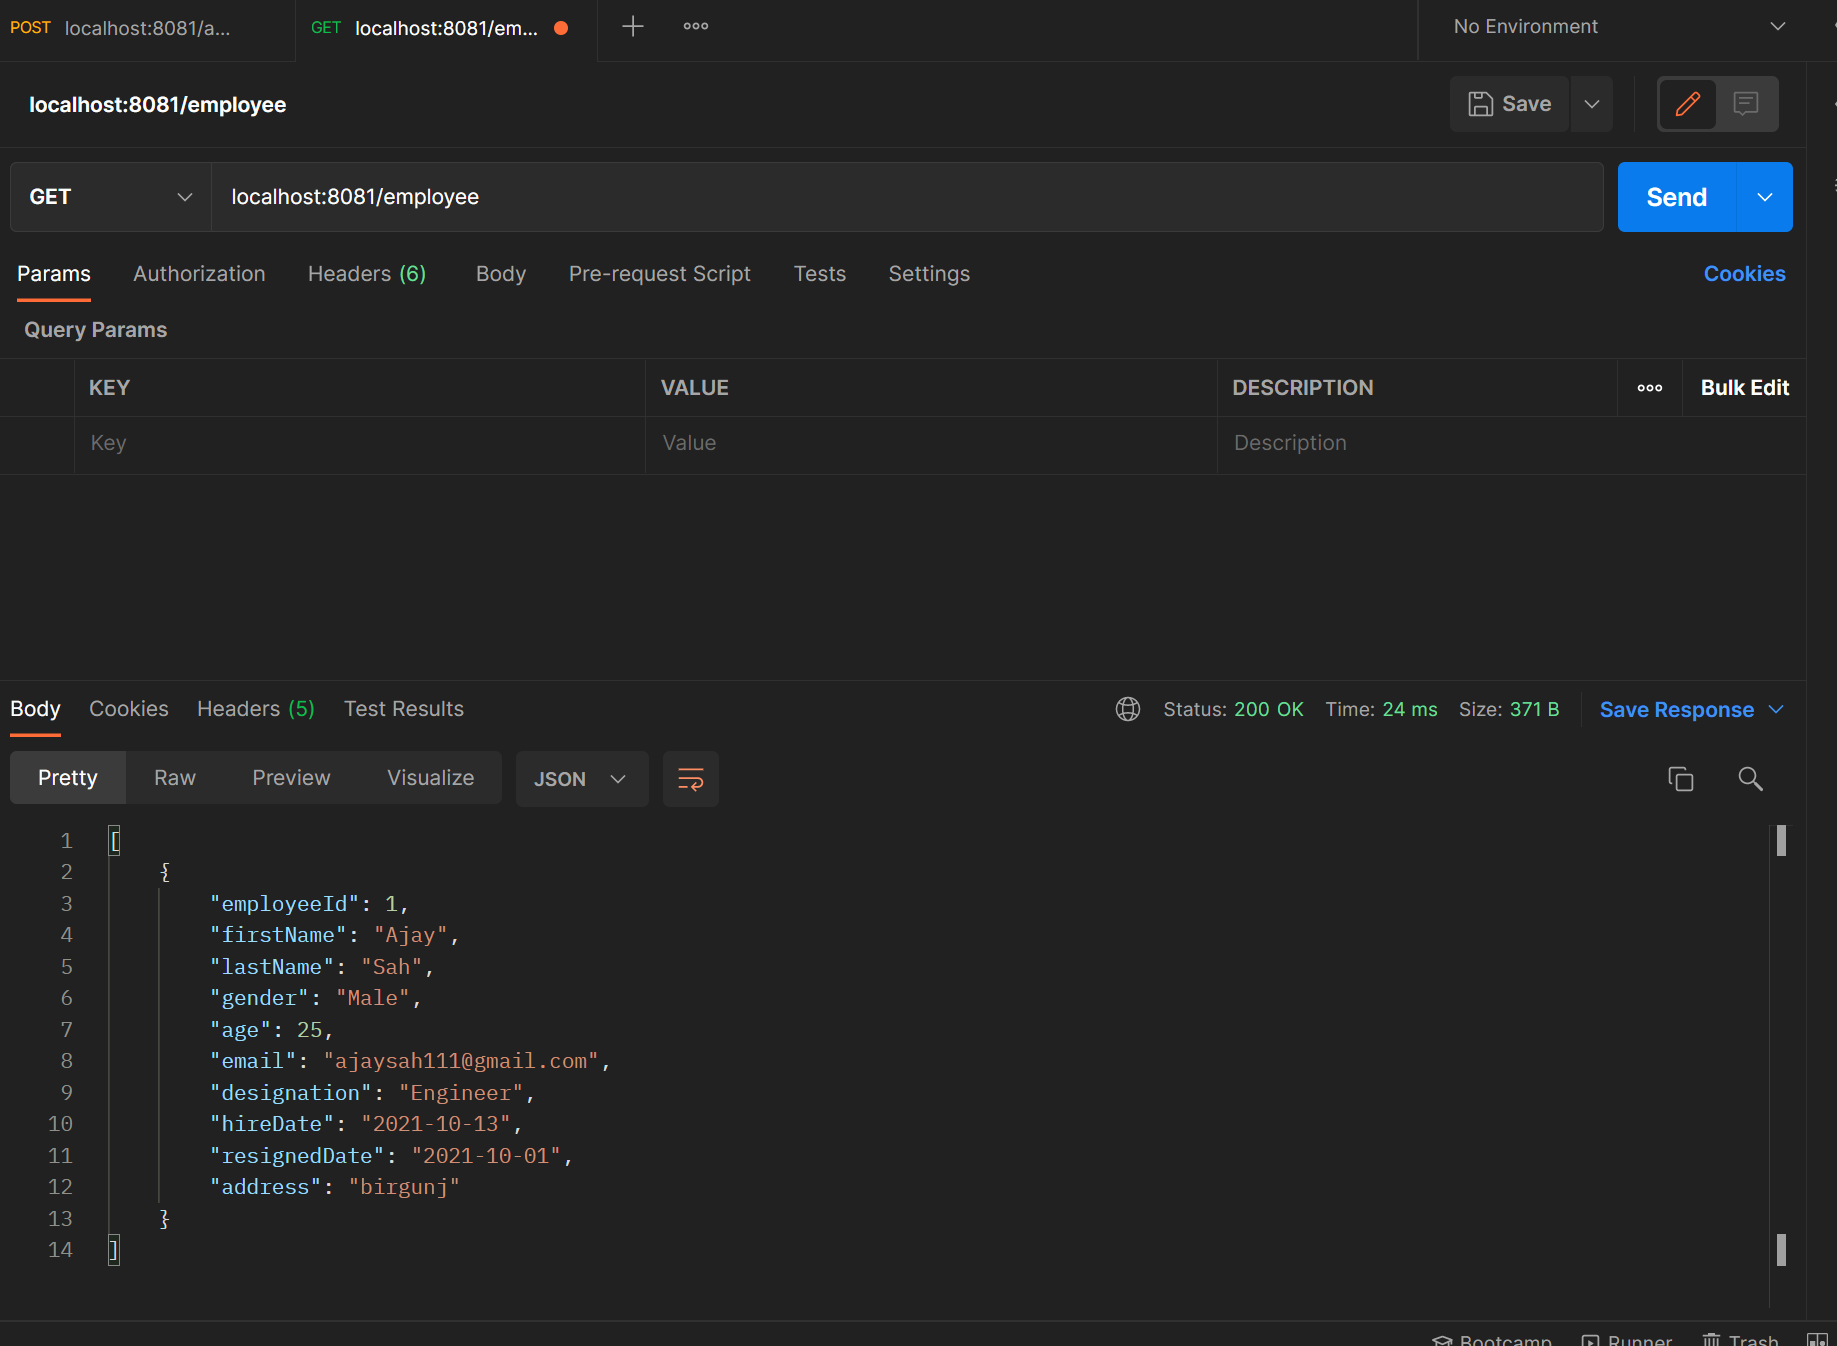 POST localhost:8081/a... GET localhost:8081/em... No Environment
localhost:8081/employee Save
GET localhost:8081/employee Send
Params Authorization Headers (6) Body Pre-request Script Tests Settings Cookies
Query Params
KEY VALUE DESCRIPTION Bulk Edit
Key Value Description
Body Cookies Headers (5) Test Results Status: 200 OK Time: 24 ms Size: 371 B Save Response
Pretty Raw Preview Visualize JSON
1 [
2 {
3 "employeeId": 1,
4 "firstName": "Ajay",
5 "lastName": "Sah",
6 "gender": "Male",
7 "age": 25,
8 "email": "ajaysah111@gmail.com",
9 "designation": "Engineer",
10 "hireDate": "2021-10-13",
11 "resignedDate": "2021-10-01",
12 "address": "birgunj"
13 }
14 ]
Bootcamp Runner Trash